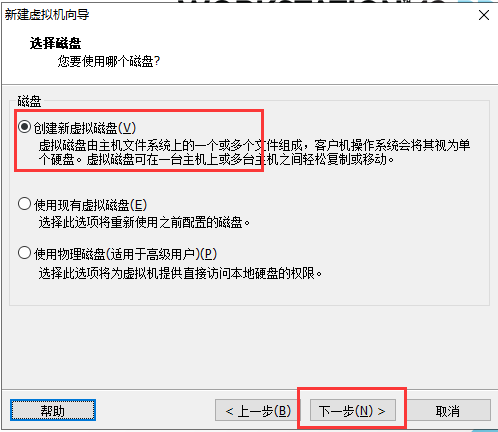 新建虚拟机向导
选择磁盘
您要使用哪个磁盘?
磁盘
创建新虚拟磁盘(V)
虚拟磁盘由主机文件系统上的一个或多个文件组成，客户机操作系统会将其视为单
个硬盘。虚拟磁盘可在一台主机上或多台主机之间轻松复制或移动。
使用现有虚拟磁盘(E)
选择此选项将重新使用之前配置的磁盘。
使用物理磁盘(适用于高级用户)(P)
选择此选项将为虚拟机提供直接访问本地硬盘的权限。
帮助
< 上一步(B)
下一步(N) >
取消